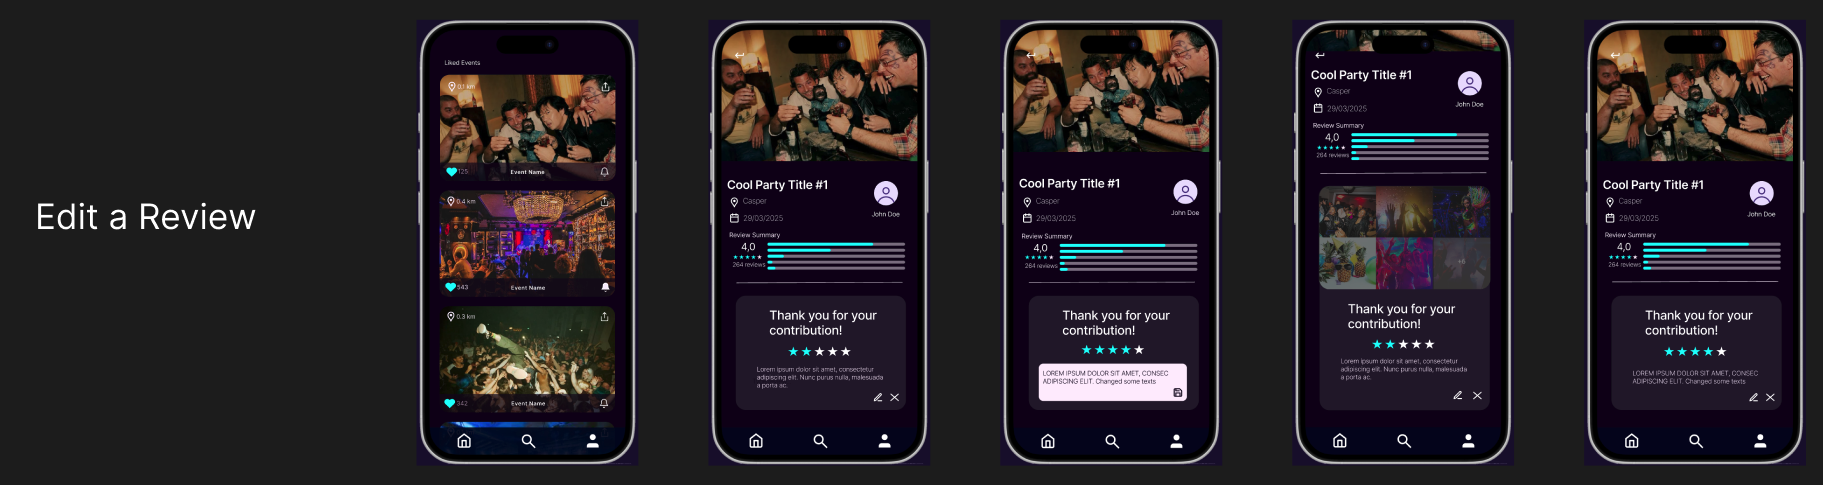 Edit a Review
Liked Events
0.1 km
125
Event Name
0.4 km
543
Event Name
0.3 km
342
Event Name
Cool Party Title #1
Casper
29/03/2025
John Doe
Review Summary
4,0
264 reviews
Thank you for your
contribution!
Lorem ipsum dolor sit amet, consectetur
adipiscing elit. Nunc purus nulla, malesuada
a porta ac.
Cool Party Title #1
Casper
29/03/2025
John Doe
Review Summary
4,0
264 reviews
Thank you for your
contribution!
LOREM IPSUM DOLOR SIT AMET, CONSEC
ADIPISCING ELIT. Changed some texts
Cool Party Title #1
Casper
29/03/2025
John Doe
Review Summary
4,0
264 reviews
+6
Thank you for your
contribution!
Lorem ipsum dolor sit amet, consectetur
adipiscing elit. Nunc purus nulla, malesuada
a porta ac.
Cool Party Title #1
Casper
29/03/2025
John Doe
Review Summary
4,0
264 reviews
Thank you for your
contribution!
LOREM IPSUM DOLOR SIT AMET, CONSEC
ADIPISCING ELIT. Changed some texts